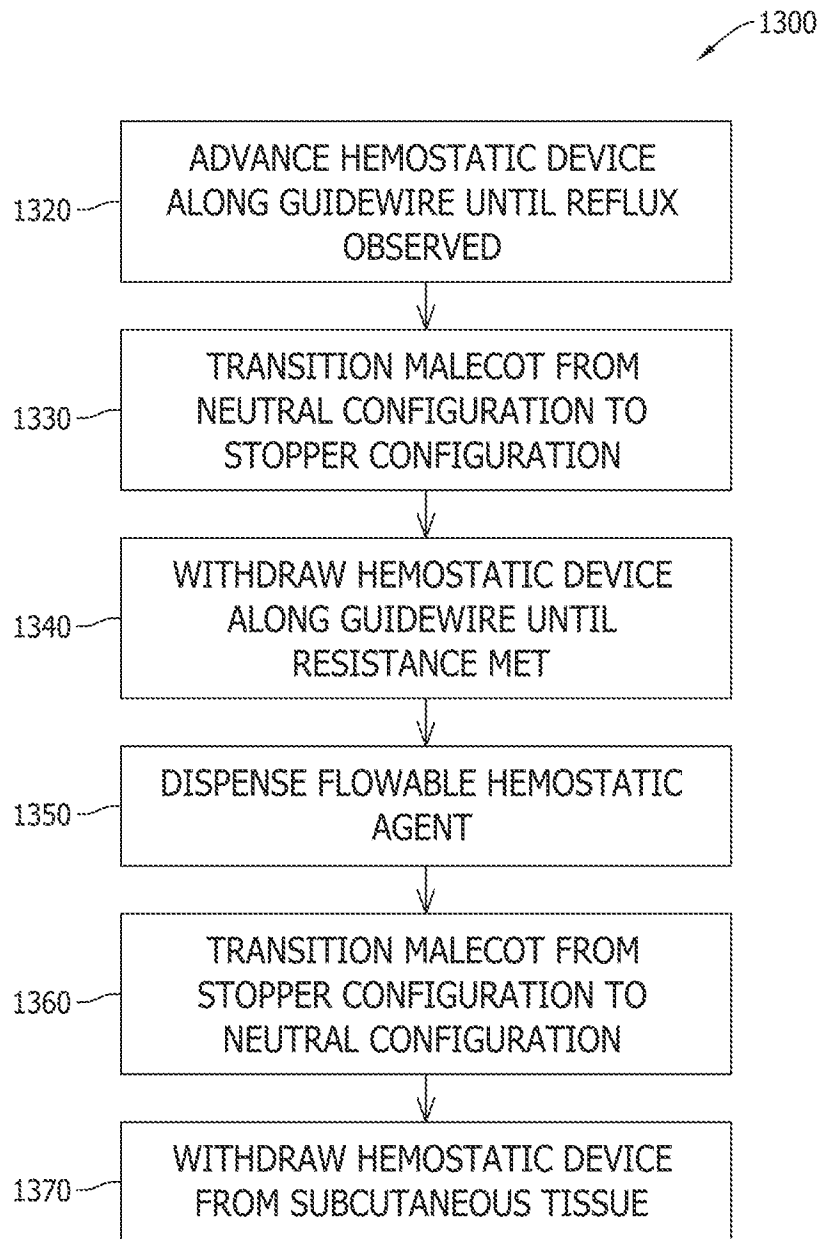 1300
1320
ADVANCE HEMOSTATIC DEVICE
ALONG GUIDEWIRE UNTIL REFLUX
OBSERVED
1330
TRANSITION MALECOT FROM
NEUTRAL CONFIGURATION TO
STOPPER CONFIGURATION
1340
WITHDRAW HEMOSTATIC DEVICE
ALONG GUIDEWIRE UNTIL
RESISTANCE MET
1350
DISPENSE FLOWABLE HEMOSTATIC
AGENT
1360
TRANSITION MALECOT FROM
STOPPER CONFIGURATION TO
NEUTRAL CONFIGURATION
1370
WITHDRAW HEMOSTATIC DEVICE
FROM SUBCUTANEOUS TISSUE